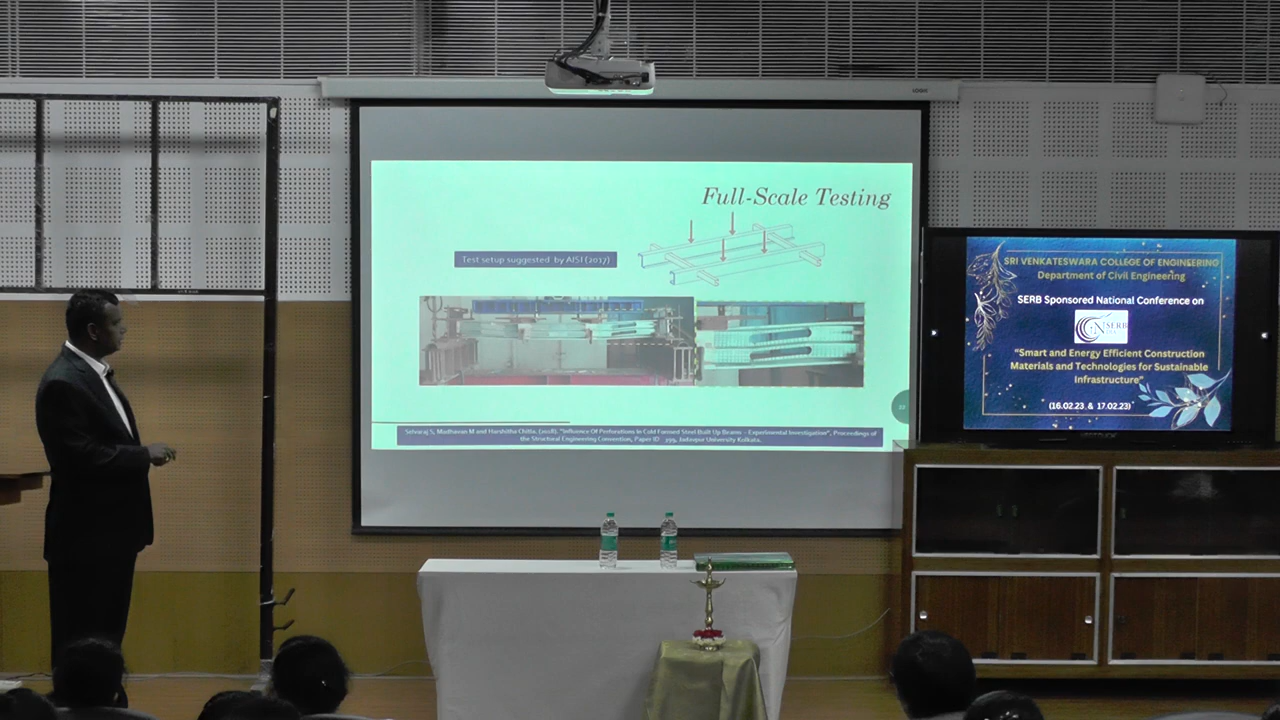 LOGIC
Full-Scale Testing
Test setup suggested by AISI (2017)
Selvaraj S, Madhavan M and Harshitha Chitla. (2018). "Influence Of Perforations in Cold Formed Steel Built Up Beams – Experimental Investigation", Proceedings of
the Structural Engineering Convention, Paper ID 399, Jadavpur University Kolkata.
SRI VENKATESWARA COLLEGE OF ENGINEERING
Department of Civil Engineering
SERB Sponsored National Conference on
SERB
"Smart and Energy Efficient Construction
Materials and Technologies for Sustainable
Infrastructure"
(16.02.23 & 17.02.23)